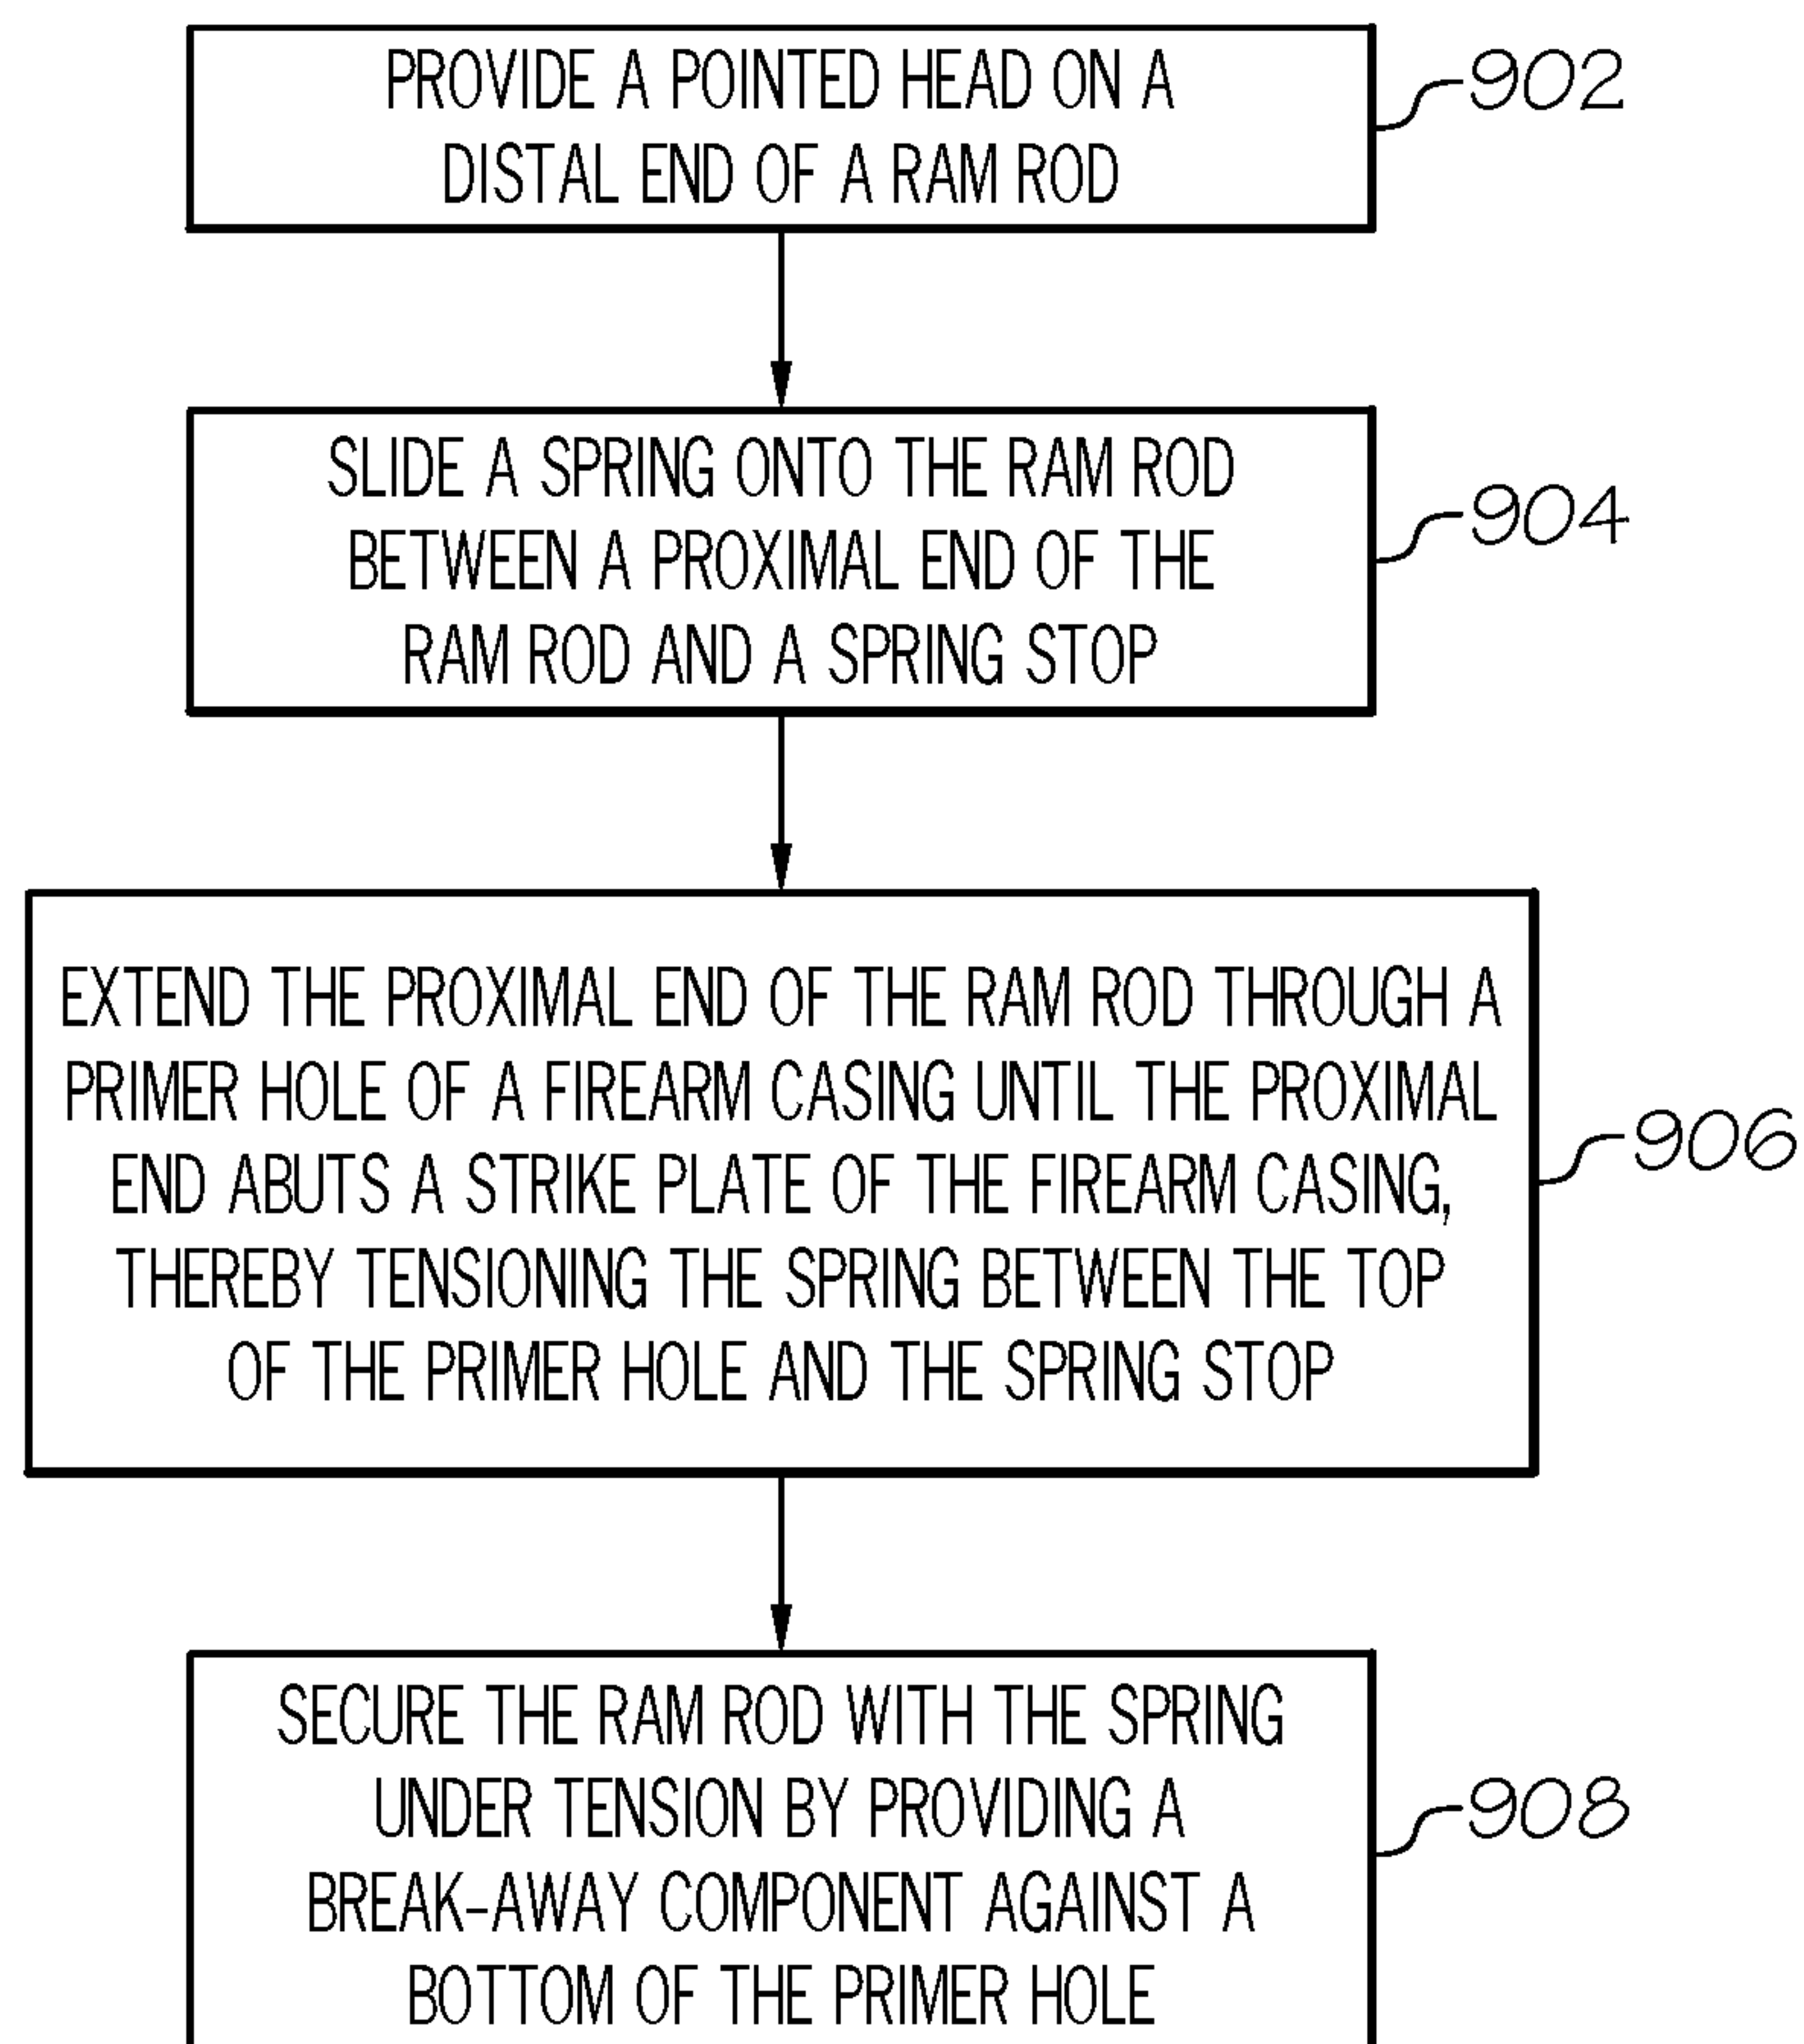 PROVIDE A POINTED HEAD ON A
DISTAL END OF A RAM ROD
902
SLIDE A SPRING ONTO THE RAM ROD
BETWEEN A PROXIMAL END OF THE
RAM ROD AND A SPRING STOP
904
EXTEND THE PROXIMAL END OF THE RAM ROD THROUGH A
PRIMER HOLE OF A FIREARM CASING UNTIL THE PROXIMAL
END ABUTS A STRIKE PLATE OF THE FIREARM CASING,
THEREBY TENSIONING THE SPRING BETWEEN THE TOP
OF THE PRIMER HOLE AND THE SPRING STOP
906
SECURE THE RAM ROD WITH THE SPRING
UNDER TENSION BY PROVIDING A
BREAK-AWAY COMPONENT AGAINST A
BOTTOM OF THE PRIMER HOLE
908